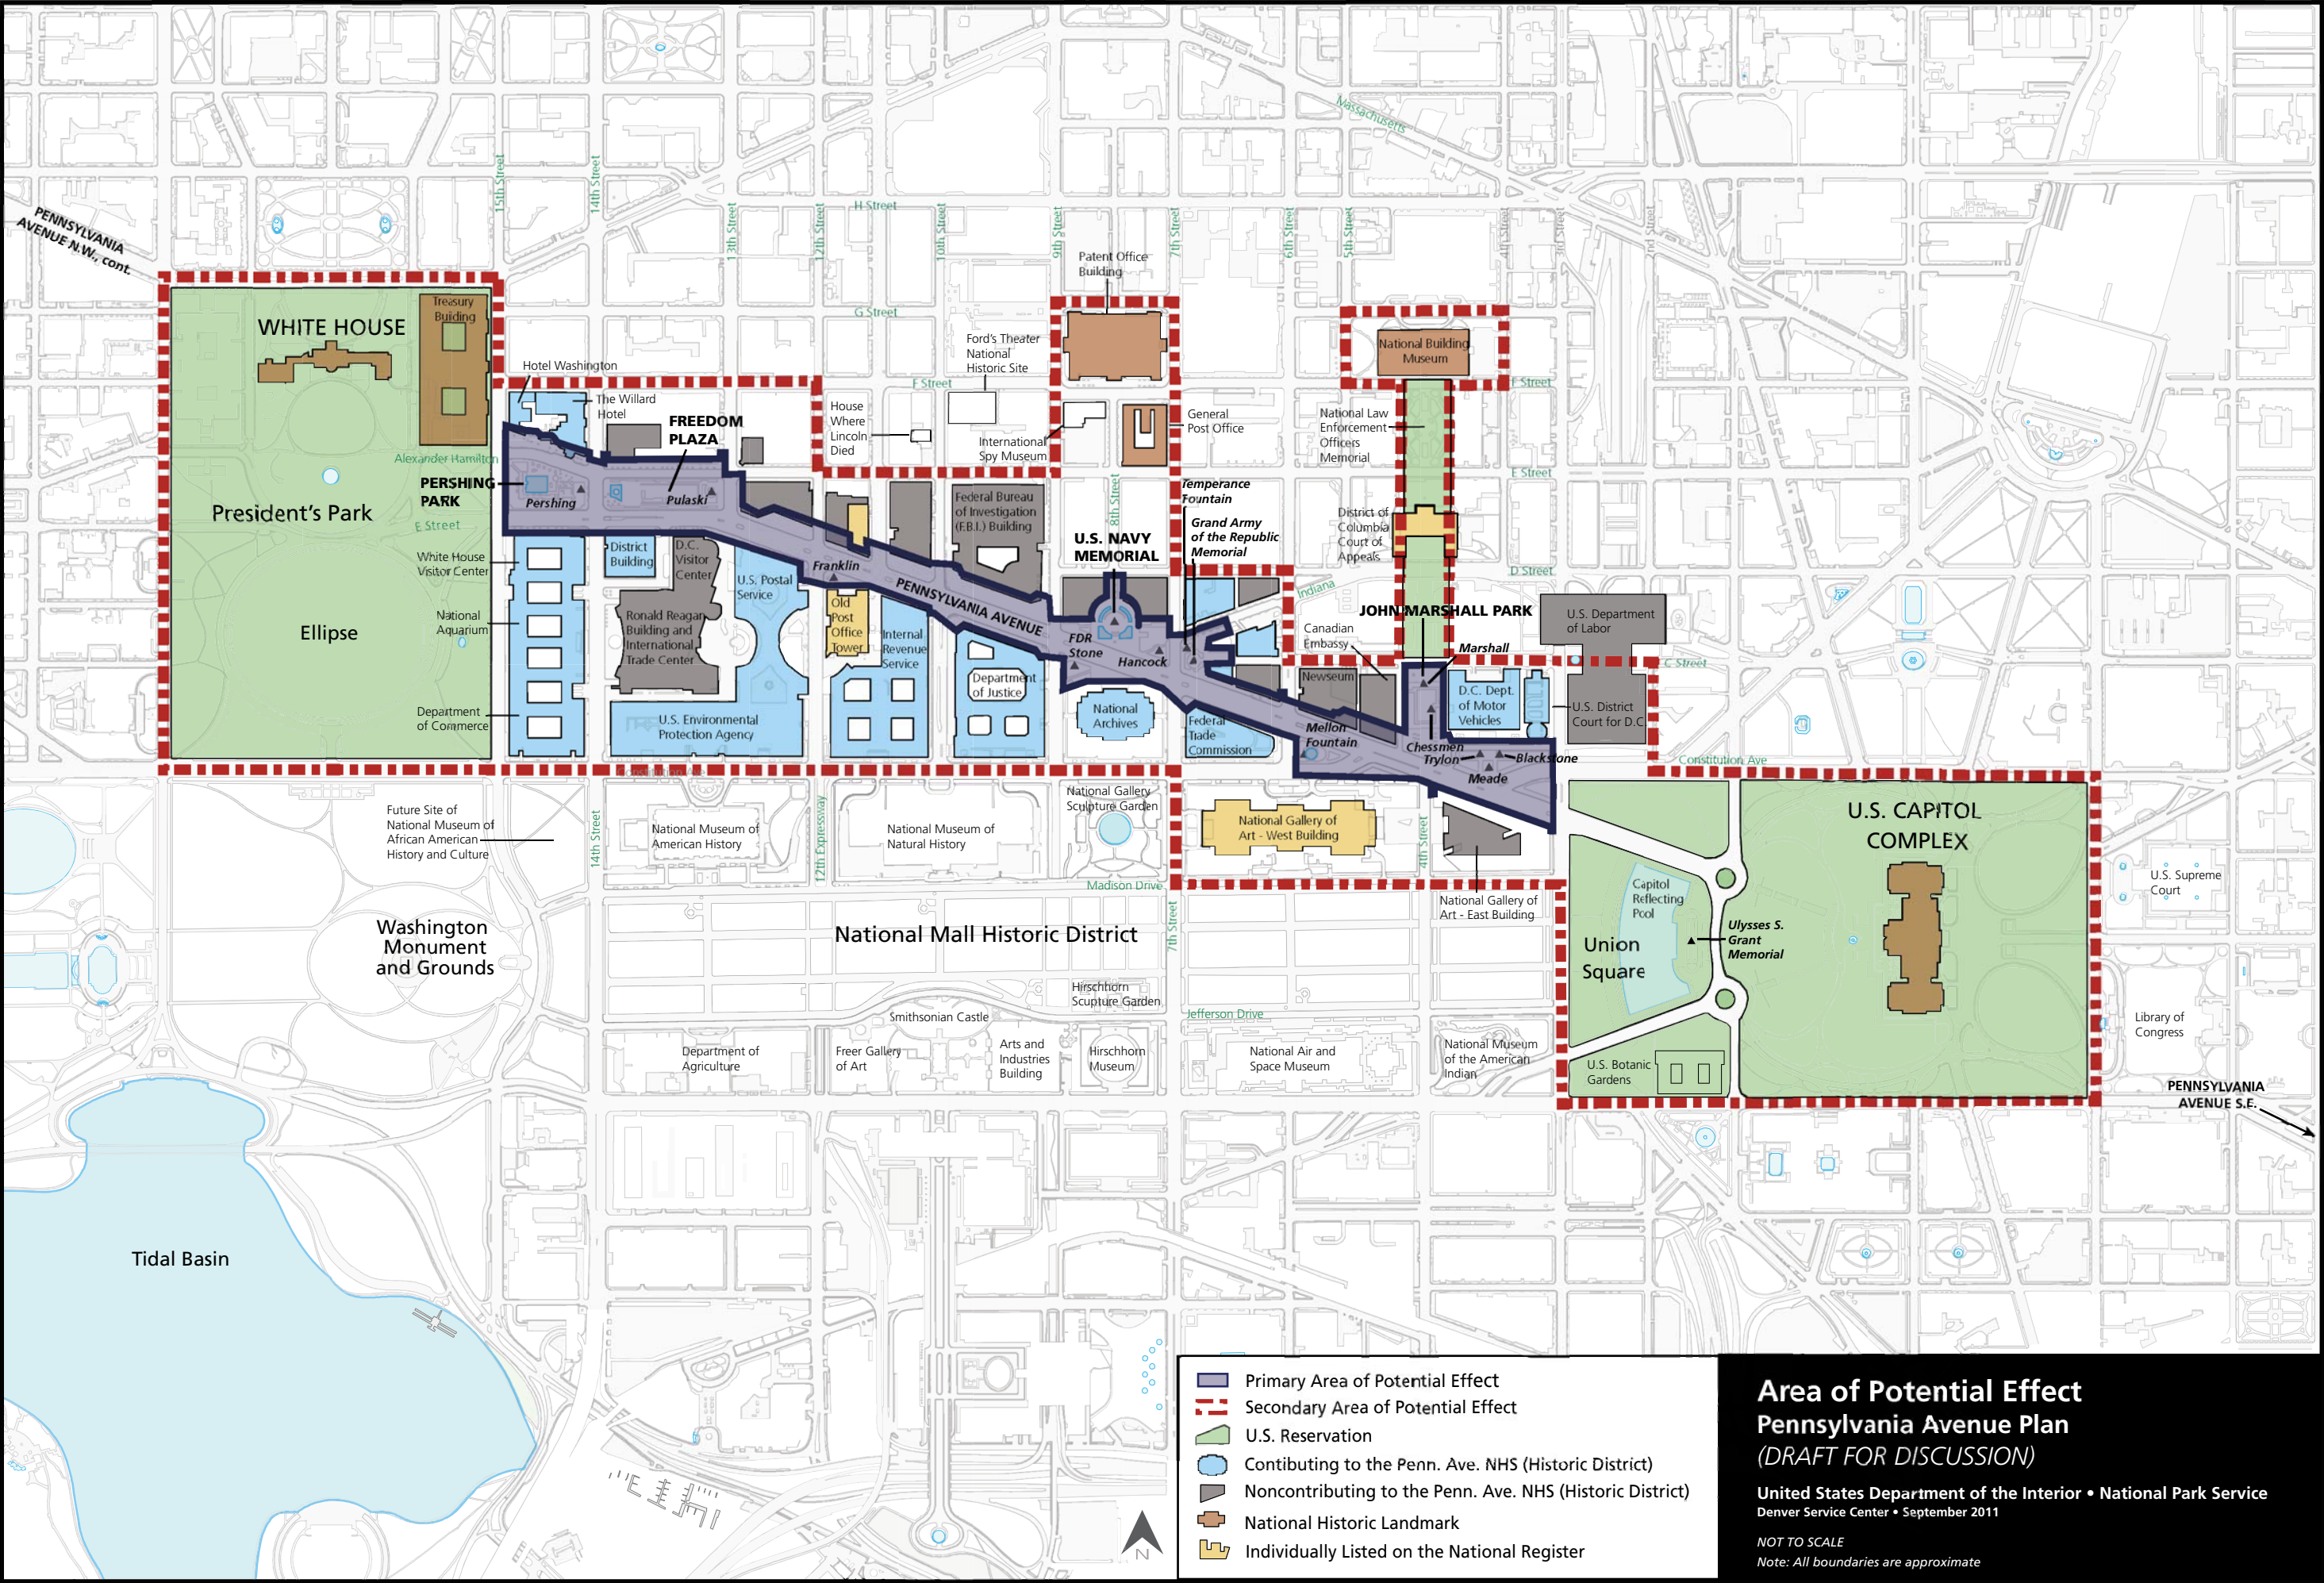 Massachusetts
15th Street
14th Street
13th Street
12th Street
H Street
10th Street
9th Street
7th Street
6th Street
5th Street
4th Street
3rd Street
2nd Street
PENNSYLVANIA
AVENUE N.W., cont.
Patent Office
Building
Treasury
Building
WHITE HOUSE
G Street
Ford's Theater
National
Historic Site
National Building
Museum
Hotel Washington
F Street
F Street
The Willard
Hotel
FREEDOM
PLAZA
House
Where
Lincoln
Died
International
Spy Museum
General
Post Office
National Law
Enforcement
Officers
Memorial
Alexander Hamilton
PERSHING
PARK
Pershing
Pulaski
E Street
E Street
President's Park
Federal Bureau
of Investigation
(F.B.I.) Building
8th Street
Temperance
Fountain
Grand Army
of the Republic
Memorial
District of
Columbia
Court of
Appeals
U.S. NAVY
MEMORIAL
White House
Visitor Center
District
Building
D.C.
Visitor
Center
U.S. Postal
Service
Franklin
PENNSYLVANIA AVENUE
D Street
Indiana
JOHN MARSHALL PARK
U.S. Department
of Labor
National
Aquarium
Ellipse
Ronald Reagan
Building and
International
Trade Center
Old
Post
Office
Tower
Internal
Revenue
Service
FDR
Stone
Hancock
Canadian
Embassy
Marshall
C Street
Department
of Justice
Newseum
D.C. Dept.
of Motor
Vehicles
U.S. District
Court for D.C
Department
of Commerce
U.S. Environmental
Protection Agency
National
Archives
Federal
Trade
Commission
Mellon
Fountain
Chessmen
Trylon
Blackstone
Meade
Constitution Ave
Constitution Ave
Future Site of
National Museum of
African American
History and Culture
14th Street
National Museum of
American History
12th Expressway
National Museum of
Natural History
National Gallery
Sculpture Garden
National Gallery of
Art - West Building
4th Street
U.S. CAPITOL
COMPLEX
Madison Drive
National Gallery of
Art - East Building
Capitol
Reflecting
Pool
U.S. Supreme
Court
Washington
Monument
and Grounds
National Mall Historic District
7th Street
Union
Square
Ulysses S.
Grant
Memorial
Hirschhorn
Scupture Garden
Smithsonian Castle
Jefferson Drive
Library of
Congress
Department of
Agriculture
Freer Gallery
of Art
Arts and
Industries
Building
Hirschhorn
Museum
National Air and
Space Museum
National Museum
of the American
Indian
U.S. Botanic
Gardens
PENNSYLVANIA
AVENUE S.E.
Tidal Basin
N
Primary Area of Potential Effect
Secondary Area of Potential Effect
U.S. Reservation
Contibuting to the Penn. Ave. NHS (Historic District)
Noncontributing to the Penn. Ave. NHS (Historic District)
National Historic Landmark
Individually Listed on the National Register
Area of Potential Effect
Pennsylvania Avenue Plan
(DRAFT FOR DISCUSSION)
United States Department of the Interior • National Park Service
Denver Service Center • September 2011
NOT TO SCALE
Note: All boundaries are approximate